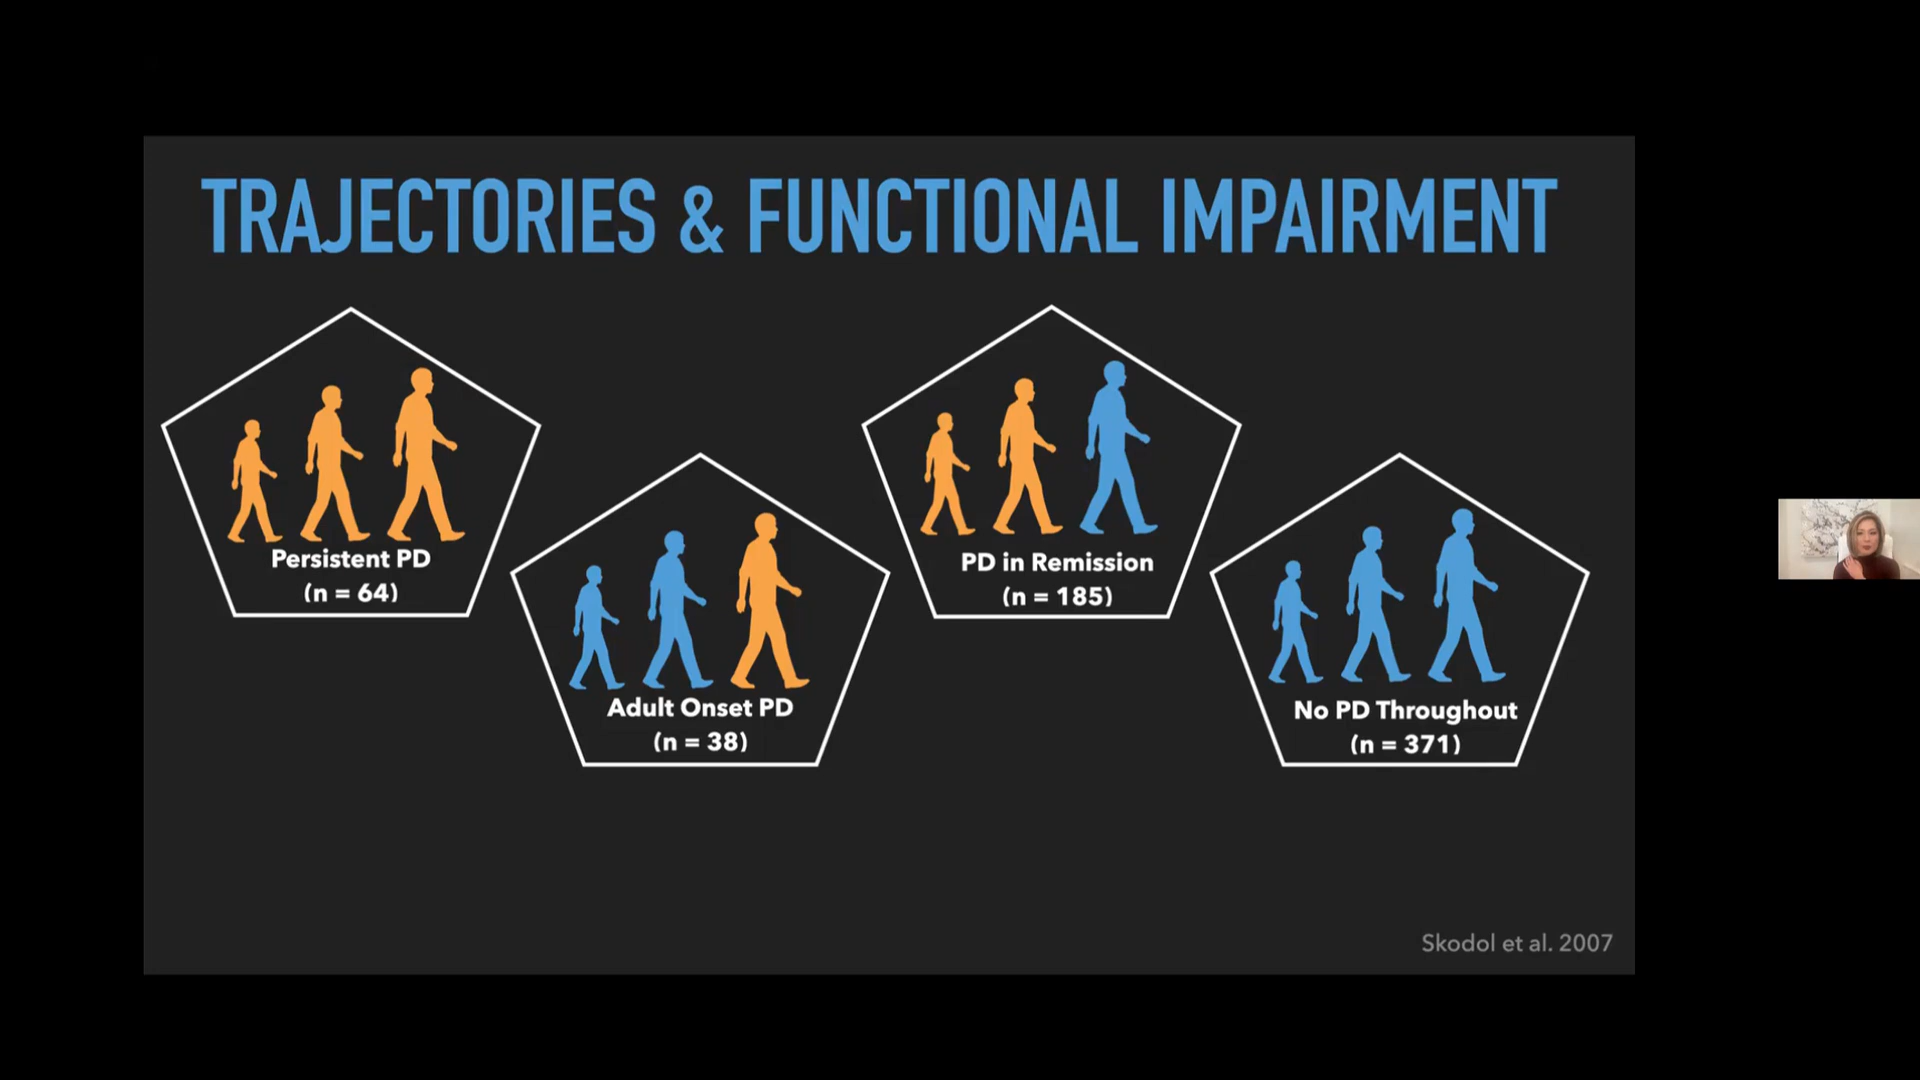 TRAJECTORIES & FUNCTIONAL IMPAIRMENT
Persistent PD
(n = 64)
Adult Onset PD
(n = 38)
PD in Remission
(n = 185)
No PD Throughout
(n = 371)
Skodol et al. 2007